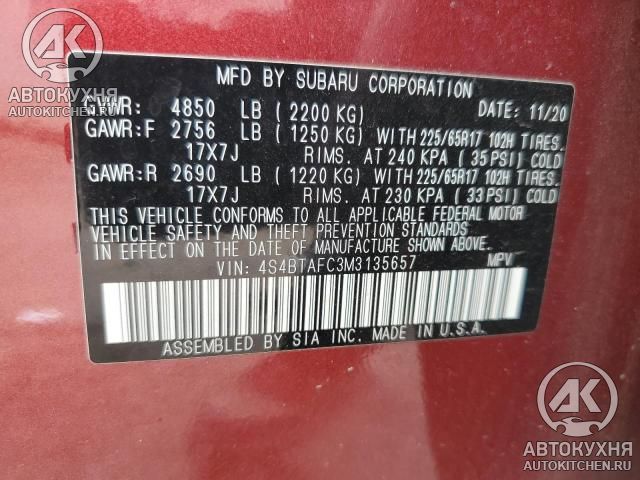 AK
АВТОКУХНЯ
AUTOKITCHEN.RU
MFD BY SUBARU CORPORATION
GVWR: 4850 LB (2200 KG) DATE: 11/20
GAWR:F 2756 LB (1250 KG) WITH 225/65R17 102H TIRES.
17X7J RIMS. AT 240 KPA (35 PSI) COLD
GAWR:R 2690 LB (1220 KG) WITH 225/65R17 102H TIRES.
17X7J RIMS. AT 230 KPA (33 PSI) COLD
THIS VEHICLE CONFORMS TO ALL APPLICABLE FEDERAL MOTOR
VEHICLE SAFETY AND THEFT PREVENTION STANDARDS
IN EFFECT ON THE DATE OF MANUFACTURE SHOWN ABOVE.
VIN: 4S4BTAFC3M3135657 MPV
ASSEMBLED BY SIA INC. MADE IN U.S.A.
AK
АВТОКУХНЯ
AUTOKITCHEN.RU